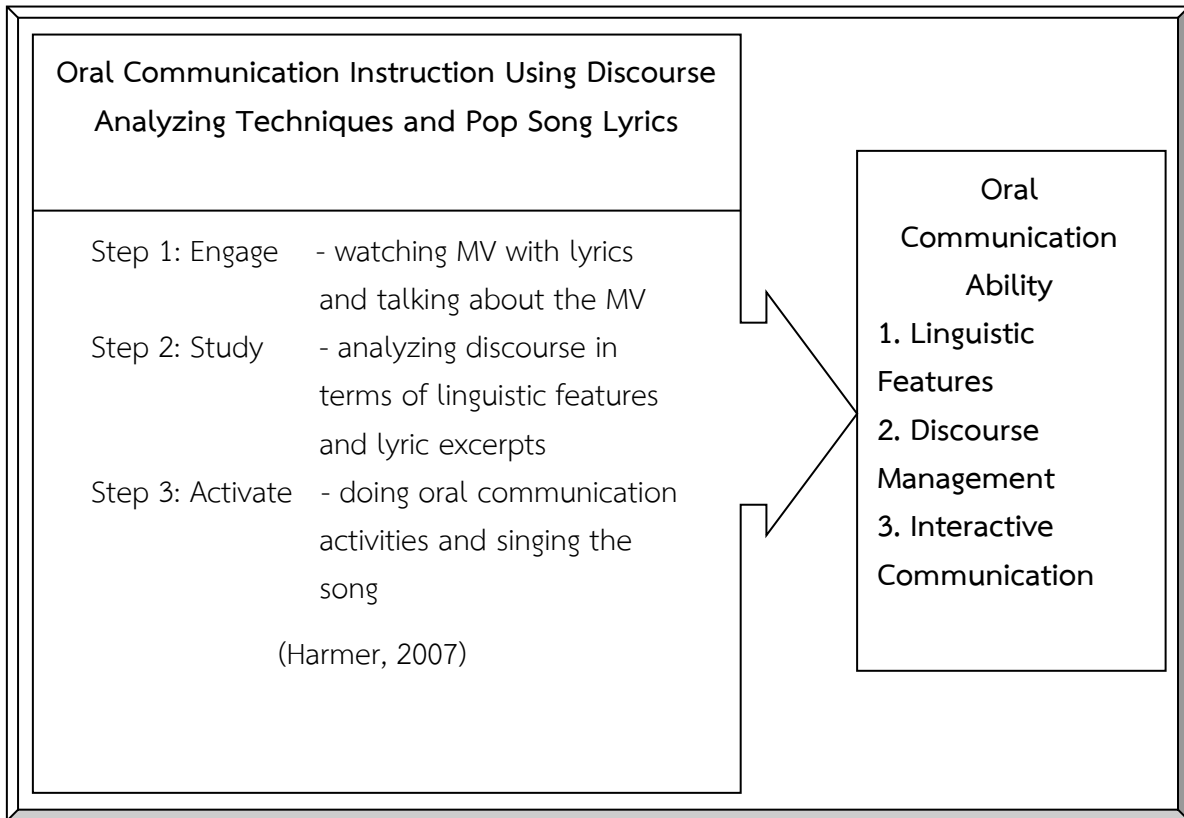 Oral Communication Instruction Using Discourse
Analyzing Techniques and Pop Song Lyrics
Step 1: Engage - watching MV with lyrics
and talking about the MV
Step 2: Study - analyzing discourse in
terms of linguistic features
and lyric excerpts
Step 3: Activate - doing oral communication
activities and singing the
song
(Harmer, 2007)
Oral
Communication
Ability
1. Linguistic
Features
2. Discourse
Management
3. Interactive
Communication